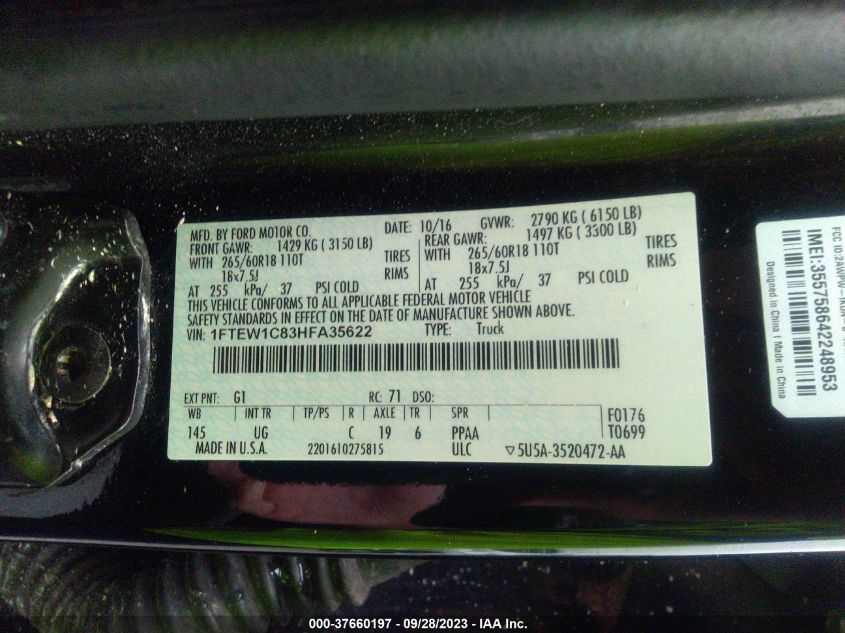 MFD. BY FORD MOTOR CO. DATE: 10/16 GVWR: 2790 KG ( 6150 LB)
FRONT GAWR: 1429 KG ( 3150 LB) REAR GAWR: 1497 KG ( 3300 LB)
WITH 265/60R18 110T TIRES 265/60R18 110T TIRES
18x7.5J RIMS 18x7.5J RIMS
AT 255 kPa/ 37 PSI COLD AT 255 kPa/ 37 PSI COLD
THIS VEHICLE CONFORMS TO ALL APPLICABLE FEDERAL MOTOR VEHICLE
SAFETY STANDARDS IN EFFECT ON THE DATE OF MANUFACTURE SHOWN ABOVE.
VIN: 1FTEW1C83HFA35622 TYPE: Truck
EXT PNT: G1 RC: 71 DSO:
WB INT TR TP/PS R AXLE TR SPR F0176
145 UG C 19 6 PPAA T0699
MADE IN U.S.A. 2201610275815 ULC ▽5U5A-3520472-AA
IMEI:355758642248953
Designed in China | Made in China
000-37660197 - 09/28/2023 - IAA Inc.